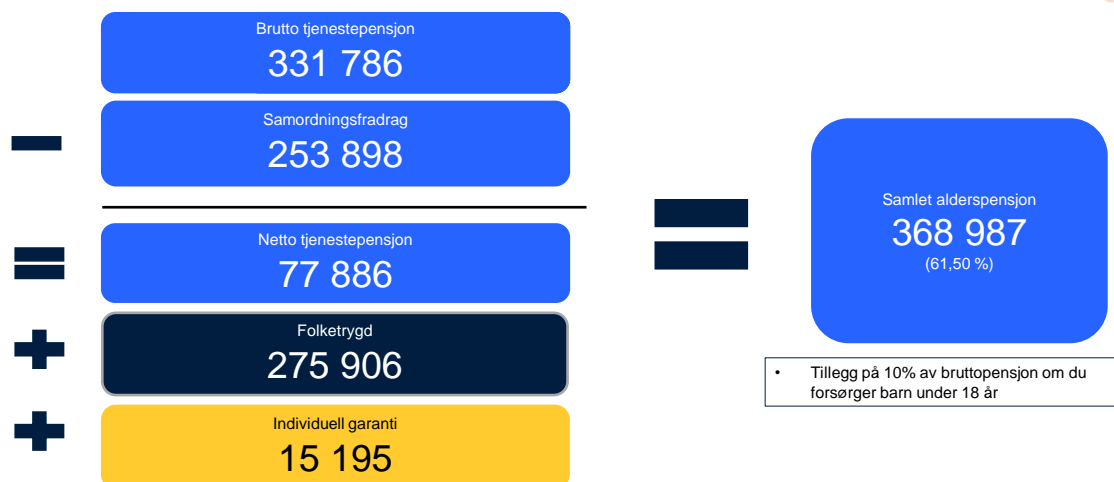 Brutto tjenestepensjon
331 786
Samordningsfradrag
253 898
Netto tjenestepensjon
77 886
Folketrygd
275 906
Individuell garanti
15 195
Samlet alderspensjon
368 987
(61,50 %)
• Tillegg på 10% av bruttopensjon om du
forsørger barn under 18 år